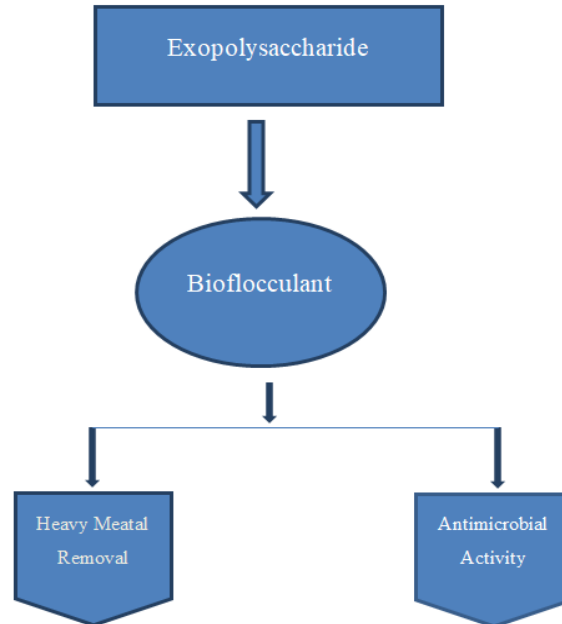 Exopolysaccharide
Bioflocculant
Heavy Meatal
Removal
Antimicrobial
Activity